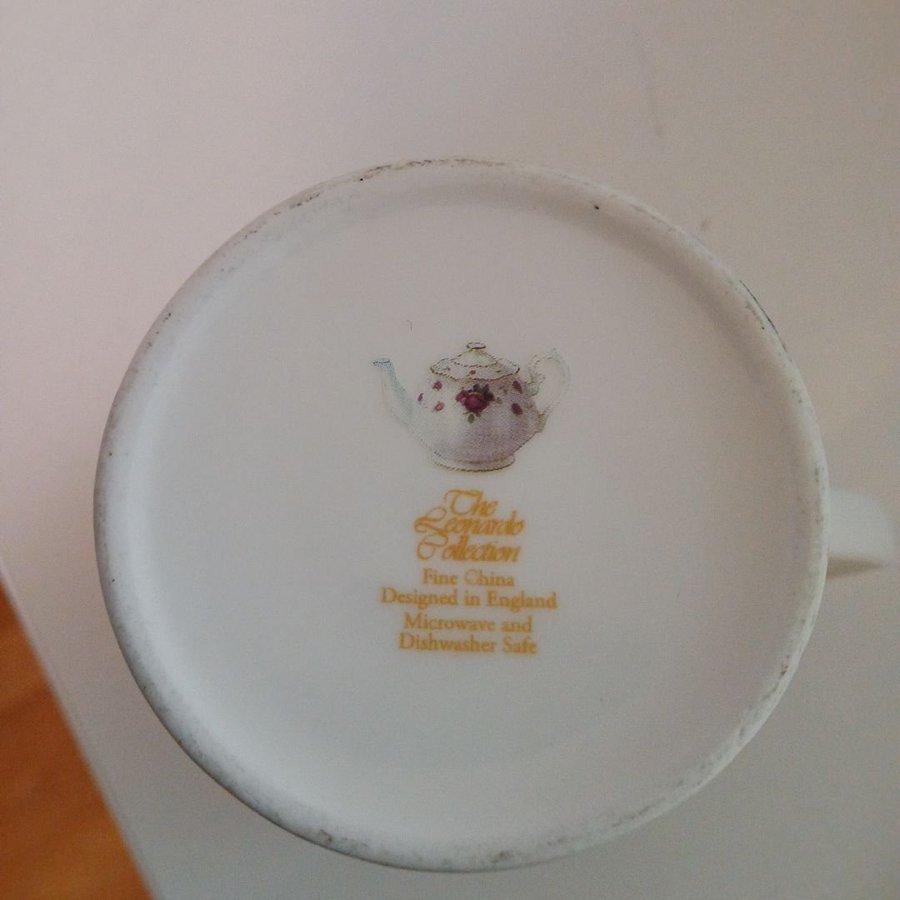 The
Leonardo
Collection
Fine China
Designed in England
Microwave and
Dishwasher Safe